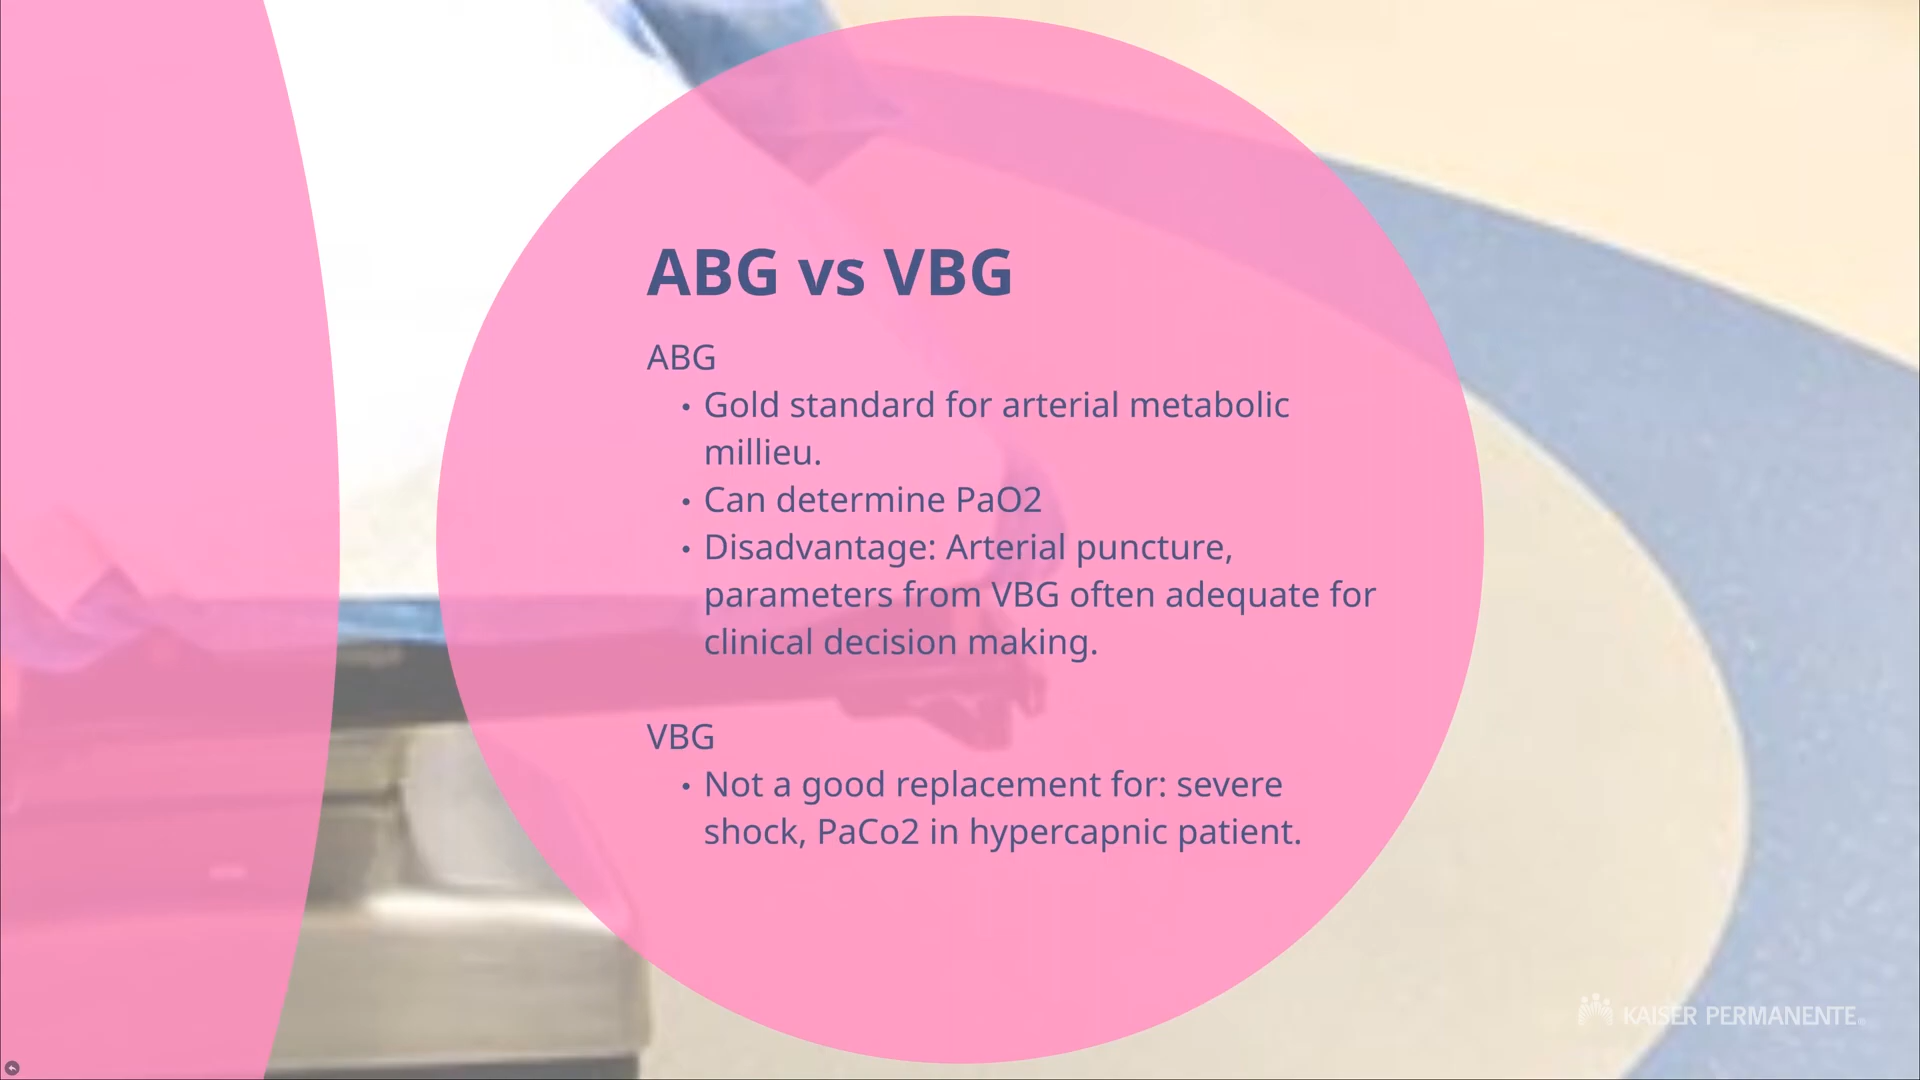 ABG vs VBG
ABG
• Gold standard for arterial metabolic
millieu.
• Can determine PaO2
• Disadvantage: Arterial puncture,
parameters from VBG often adequate for
clinical decision making.
VBG
• Not a good replacement for: severe
shock, PaCo2 in hypercapnic patient.
KAISER PERMANENTE®